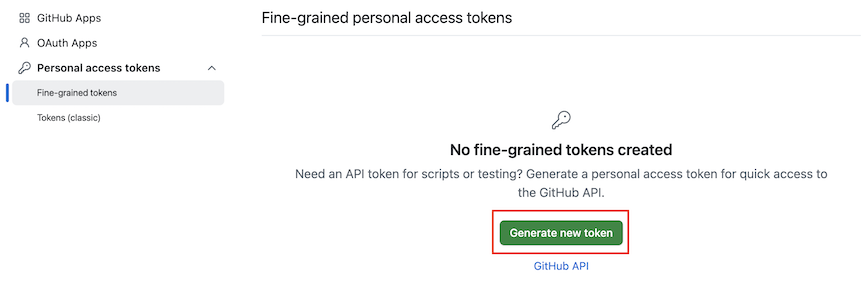 GitHub Apps
OAuth Apps
Personal access tokens
Fine-grained tokens
Tokens (classic)
Fine-grained personal access tokens
No fine-grained tokens created
Need an API token for scripts or testing? Generate a personal access token for quick access to
the GitHub API.
Generate new token
GitHub API